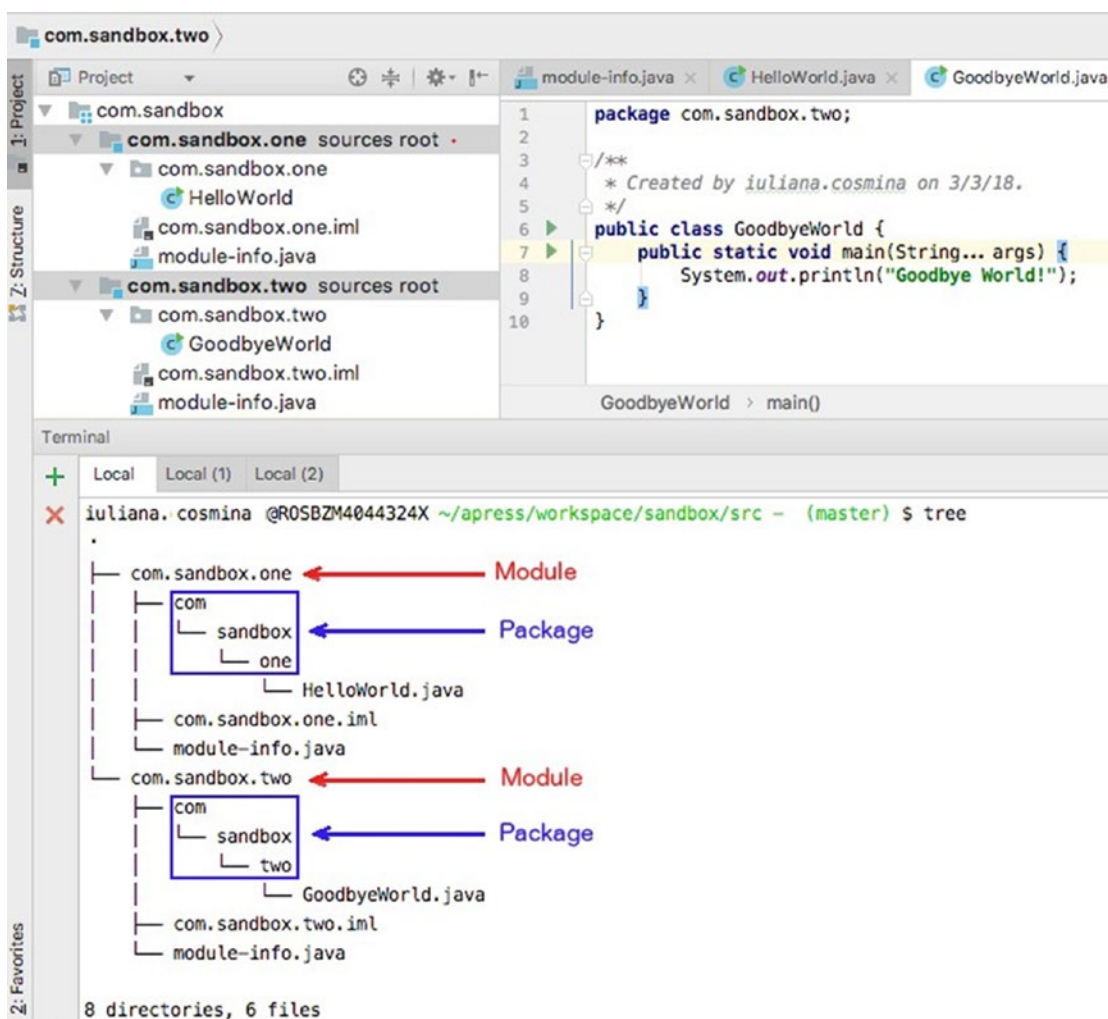 com.sandbox.two
1: Project
7: Structure
2: Favorites
Project
com.sandbox
com.sandbox.one sources root
com.sandbox.one
HelloWorld
com.sandbox.one.iml
module-info.java
com.sandbox.two sources root
com.sandbox.two
GoodbyeWorld
com.sandbox.two.iml
module-info.java
module-info.java HelloWorld.java GoodbyeWorld.java
1 package com.sandbox.two;
2
3 /**
4 * Created by iuliana.cosmina on 3/3/18.
5 */
6 public class GoodbyeWorld {
7 public static void main(String... args) {
8 System.out.println("Goodbye World!");
9 }
10 }
GoodbyeWorld > main()
Terminal
Local Local (1) Local (2)
iuliana. cosmina @ROSBZM4044324X ~/apress/workspace/sandbox/src – (master) $ tree
.
├── com.sandbox.one Module
│ ├── com
│ │ └── sandbox Package
│ │ └── one
│ │ └── HelloWorld.java
│ ├── com.sandbox.one.iml
│ └── module-info.java
└── com.sandbox.two Module
├── com
│ └── sandbox Package
│ └── two
│ └── GoodbyeWorld.java
├── com.sandbox.two.iml
└── module-info.java
8 directories, 6 files